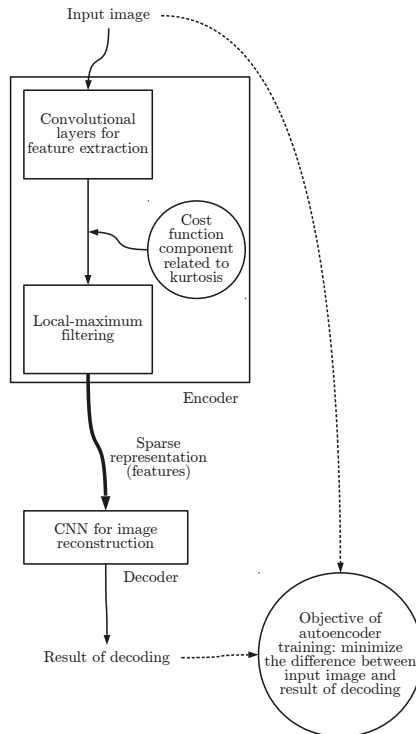 Input image
Convolutional
layers for
feature extraction
Cost
function
component
related to
kurtosis
Local-maximum
filtering
Encoder
Sparse
representation
(features)
CNN for image
reconstruction
Decoder
Result of decoding
Objective of
autoencoder
training: minimize
the difference between
input image and
result of decoding